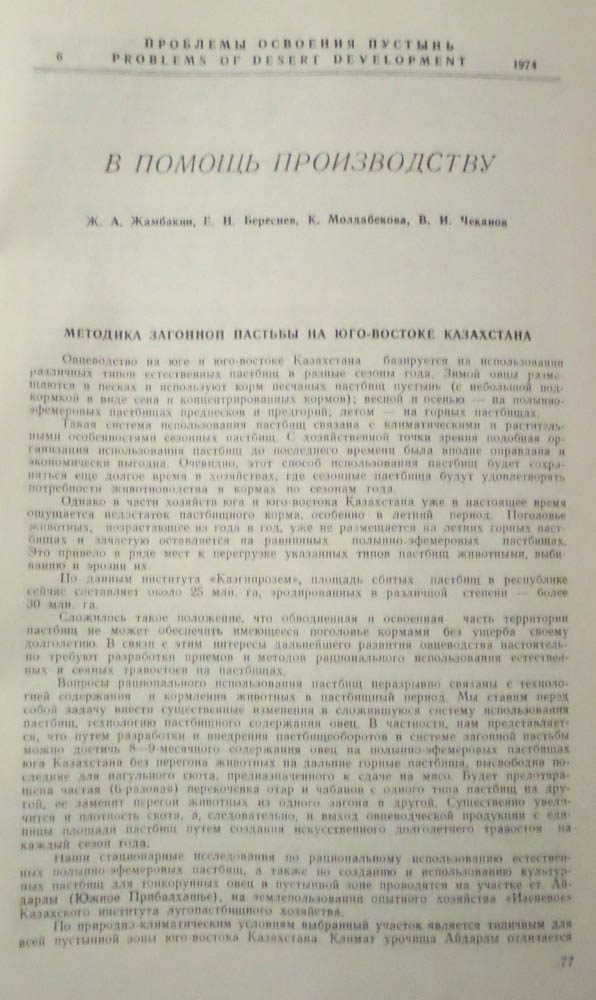 ПРОБЛЕМЫ ОСВОЕНИЯ ПУСТЫНЬ
6 PROBLEMS OF DESERT DEVELOPMENT 1974
В ПОМОЩЬ ПРОИЗВОДСТВУ
Ж. А. Жамбакин, Е. И. Береснев, К. Молдабекова, В. И. Чеканов
МЕТОДИКА ЗАГОННОЙ ПАСТЬБЫ НА ЮГО-ВОСТОКЕ КАЗАХСТАНА
Овцеводство на юге и юго-востоке Казахстана базируется на использовании
различных типов естественных пастбищ в разные сезоны года. Зимой овцы разме-
щаются в песках и используют корм песчаных пастбищ пустынь (с небольшой под-
кормкой в виде сена и концентрированных кормов); весной и осенью — на полынно-
эфемеровых пастбищах предпесков и предгорий; летом — на горных пастбищах.
Такая система использования пастбищ связана с климатическими и раститель-
ными особенностями сезонных пастбищ. С хозяйственной точки зрения подобная ор-
ганизация использования пастбищ до последнего времени была вполне оправдана и
экономически выгодна. Очевидно, этот способ использования пастбищ будет сохра-
няться еще долгое время в хозяйствах, где сезонные пастбища будут удовлетворять
потребности животноводства в кормах по сезонам года.
Однако в части хозяйств юга и юго-востока Казахстана уже в настоящее время
ощущается недостаток пастбищного корма, особенно в летний период. Поголовье
животных, возрастающее из года в год, уже не размещается на летних горных паст-
бищах и зачастую оставляется на равнинных полынно-эфемеровых пастбищах.
Это привело в ряде мест к перегрузке указанных типов пастбищ животными, выби-
ванию и эрозии их.
По данным института «Казгипрозем», площадь сбитых пастбищ в республике
сейчас составляет около 25 млн. га, эродированных в различной степени — более
30 млн. га.
Сложилось такое положение, что обводненная и освоенная часть территории
пастбищ не может обеспечить имеющееся поголовье кормами без ущерба своему
долголетию. В связи с этим интересы дальнейшего развития овцеводства настоятель-
но требуют разработки приемов и методов рационального использования естествен-
ных и сеяных травостоев на пастбищах.
Вопросы рационального использования пастбищ неразрывно связаны с техноло-
гией содержания и кормления животных в пастбищный период. Мы ставим перед
собой задачу внести существенные изменения в сложившуюся систему использования
пастбищ, технологию пастбищного содержания овец. В частности, нам представляет-
ся, что путем разработки и внедрения пастбищеоборотов в системе загонной пастьбы
можно достичь 8—9-месячного содержания овец на полынно-эфемеровых пастбищах
юга Казахстана без перегона животных на дальние горные пастбища, высвободив по-
следние для нагульного скота, предназначенного к сдаче на мясо. Будет предотвра-
щена частая (6-разовая) перекочевка отар и чабанов с одного типа пастбищ на дру-
гой, ее заменит перегон животных из одного загона в другой. Существенно увели-
чится и плотность скота, а, следовательно, и выход овцеводческой продукции с еди-
ницы площади пастбищ путем создания искусственного долголетнего травостоя на
каждый сезон года.
Наши стационарные исследования по рациональному использованию естествен-
ных полынно-эфемеровых пастбищ, а также по созданию и использованию культур-
ных пастбищ для тонкорунных овец в пустынной зоне проводятся на участке ст. Ай-
дарлы (Южное Прибалхашье), на землепользовании опытного хозяйства «Изеневое»
Казахского института лугопастбищного хозяйства.
По природно-климатическим условиям выбранный участок является типичным для
всей пустынной зоны юго-востока Казахстана. Климат урочища Айдарлы отличается
77